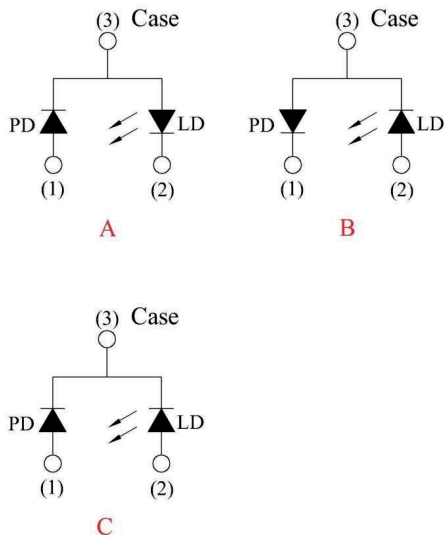 (3) Case
PD
LD
(1)
(2)
A
(3) Case
PD
LD
(1)
(2)
B
(3) Case
PD
LD
(1)
(2)
C